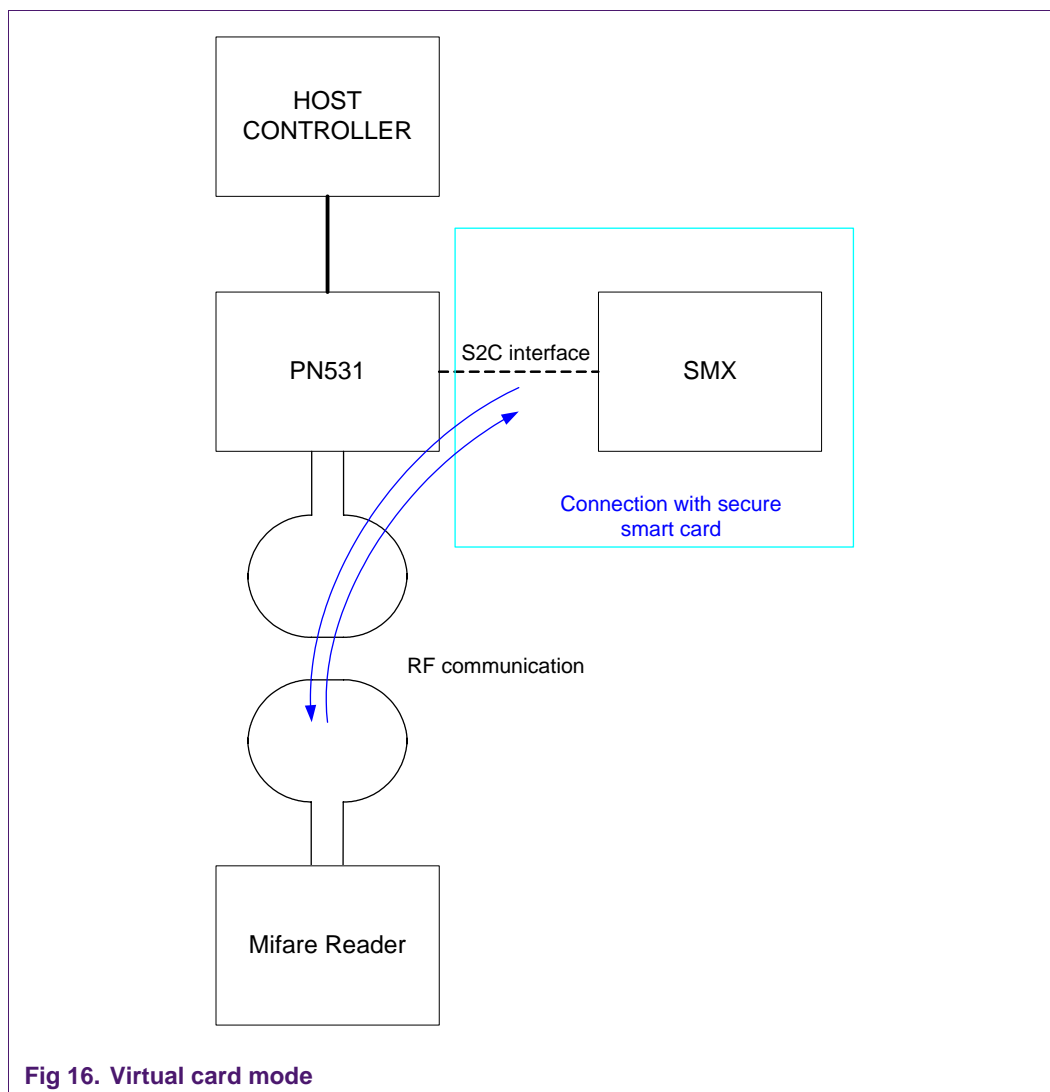 HOST
CONTROLLER
S2C interface
PN531
SMX
Connection with secure
smart card
RF communication
Mifare Reader
Fig 16. Virtual card mode